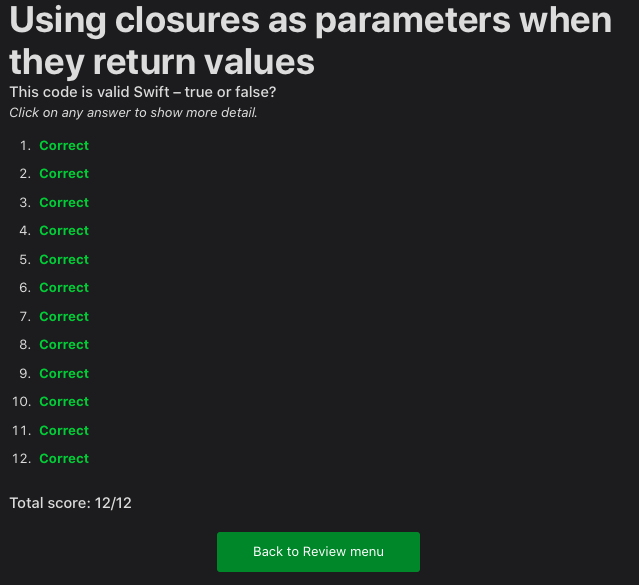 Using closures as parameters when
they return values
This code is valid Swift – true or false?
Click on any answer to show more detail.
1. Correct
2. Correct
3. Correct
4. Correct
5. Correct
6. Correct
7. Correct
8. Correct
9. Correct
10. Correct
11. Correct
12. Correct
Total score: 12/12
Back to Review menu